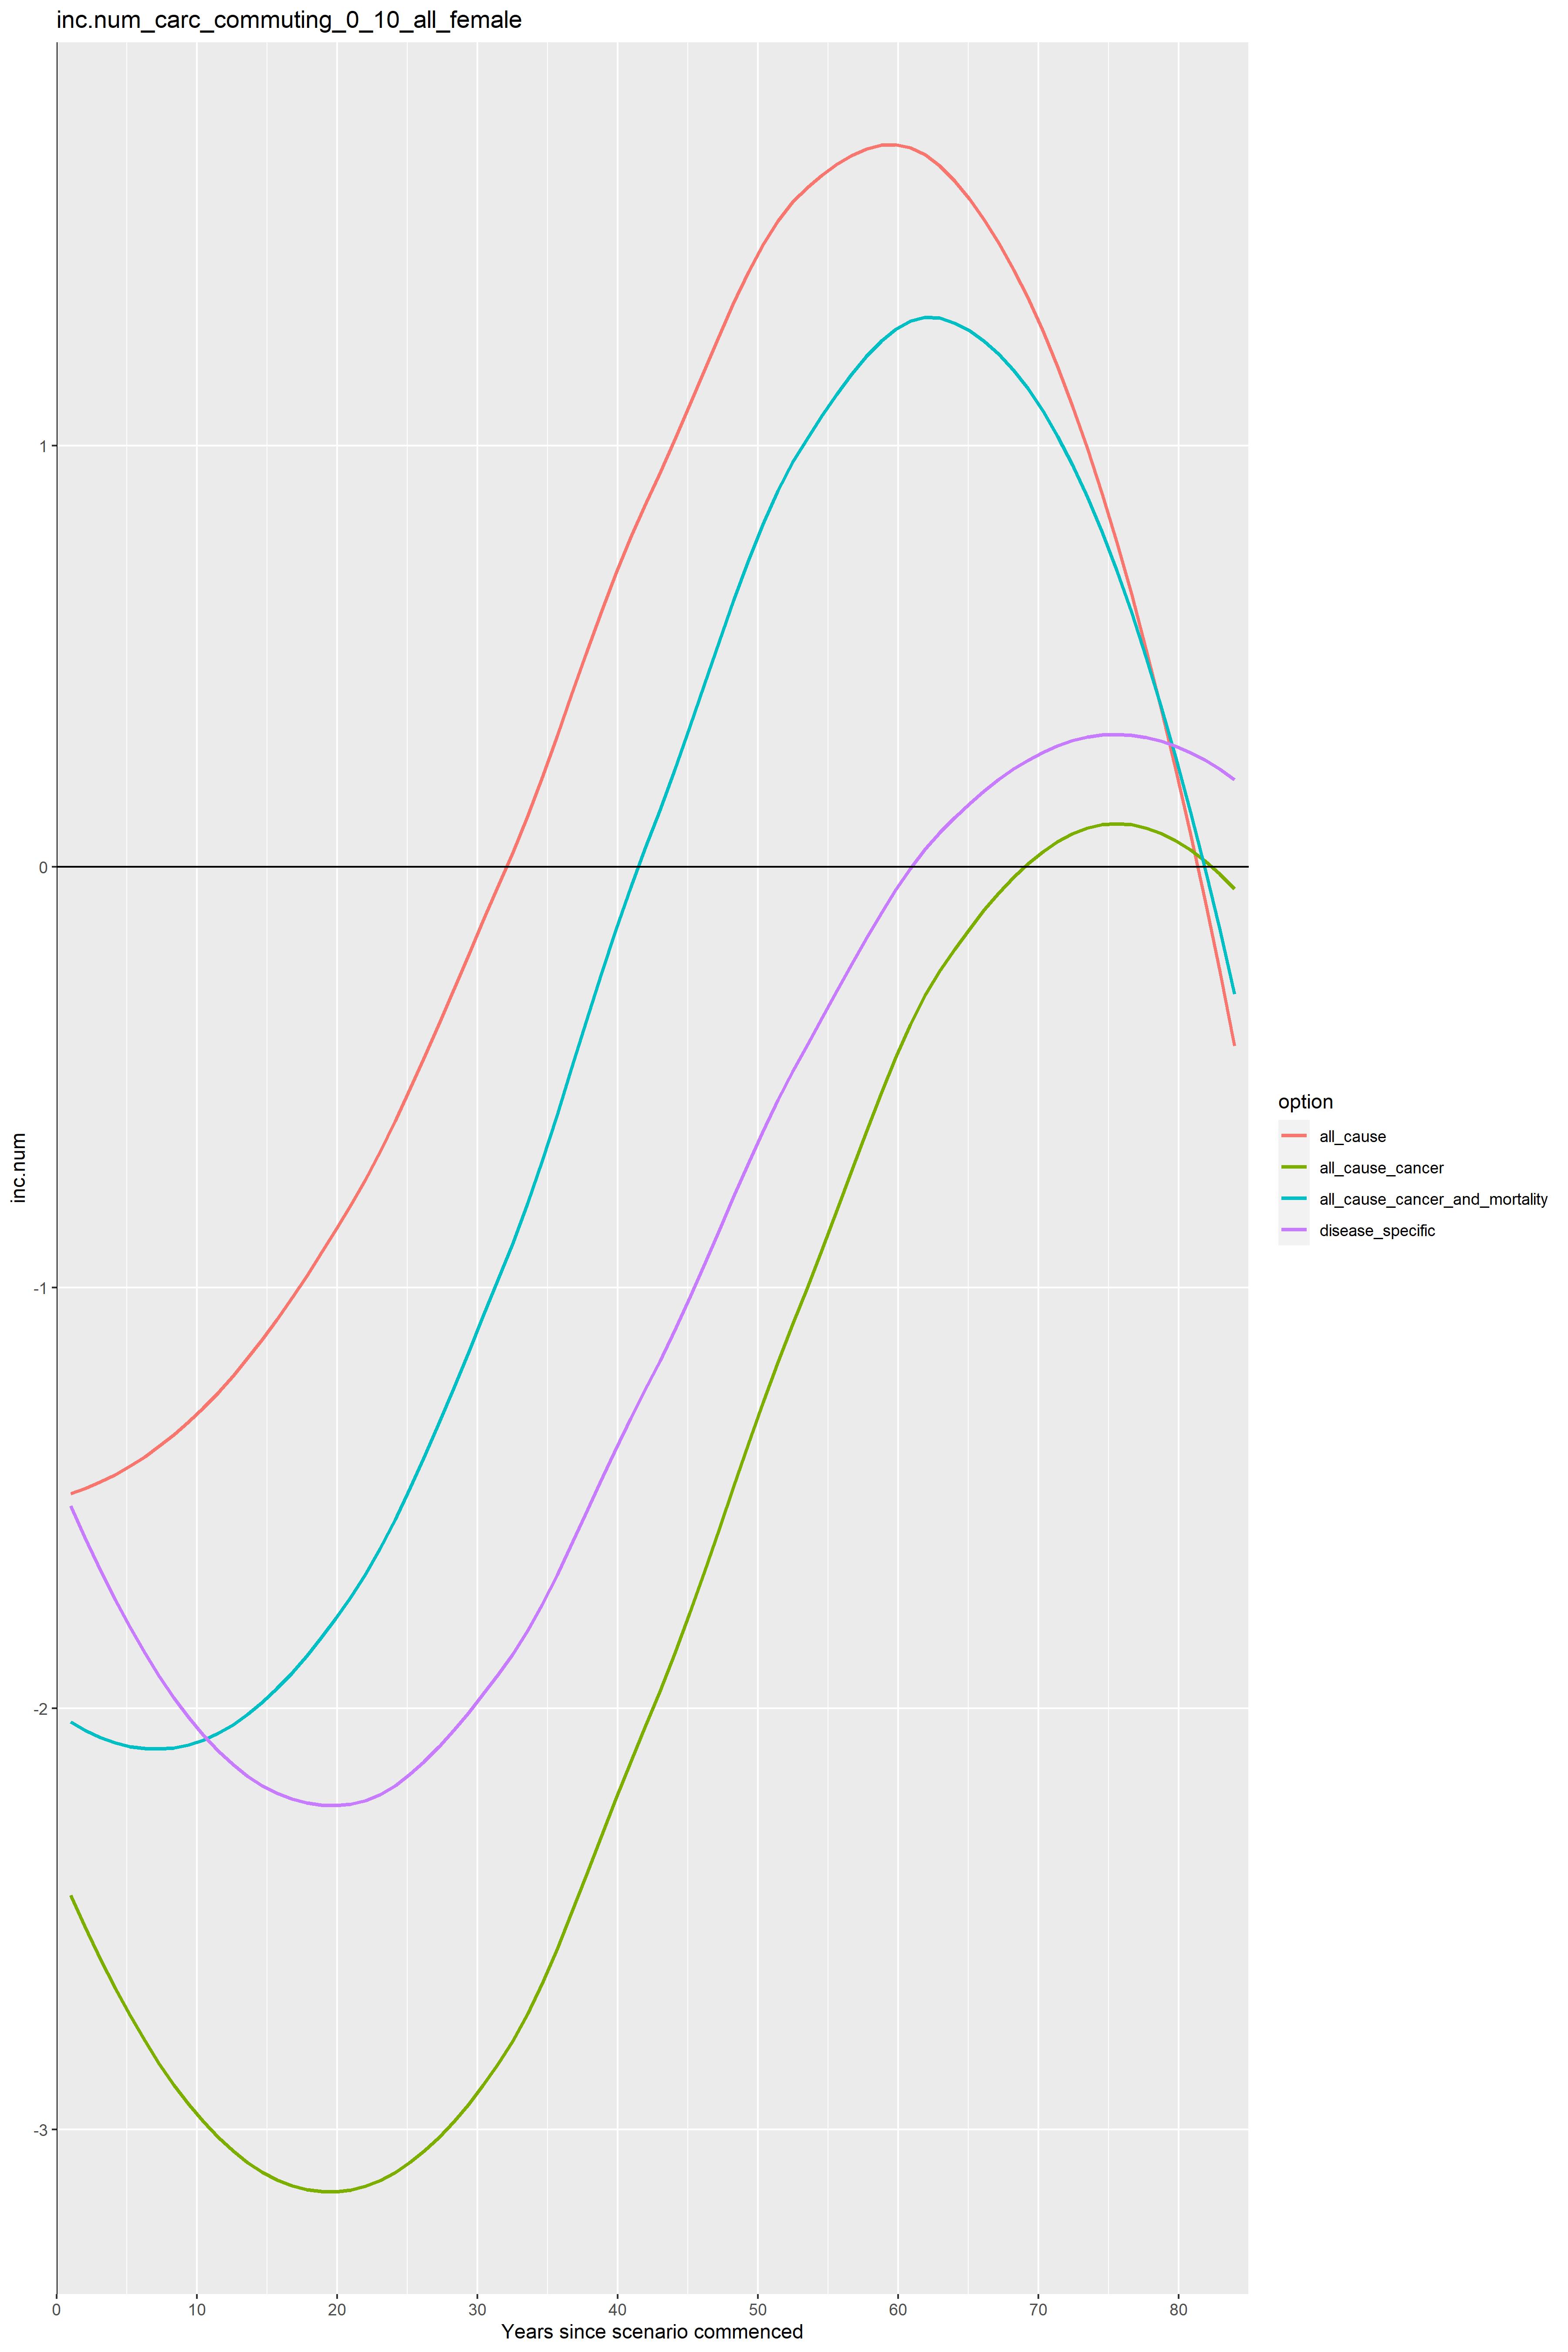 inc.num_carc_commuting_0_10_all_female
inc.num
1
0
-1
-2
-3
0 10 20 30 40 50 60 70 80
Years since scenario commenced
option
all_cause
all_cause_cancer
all_cause_cancer_and_mortality
disease_specific